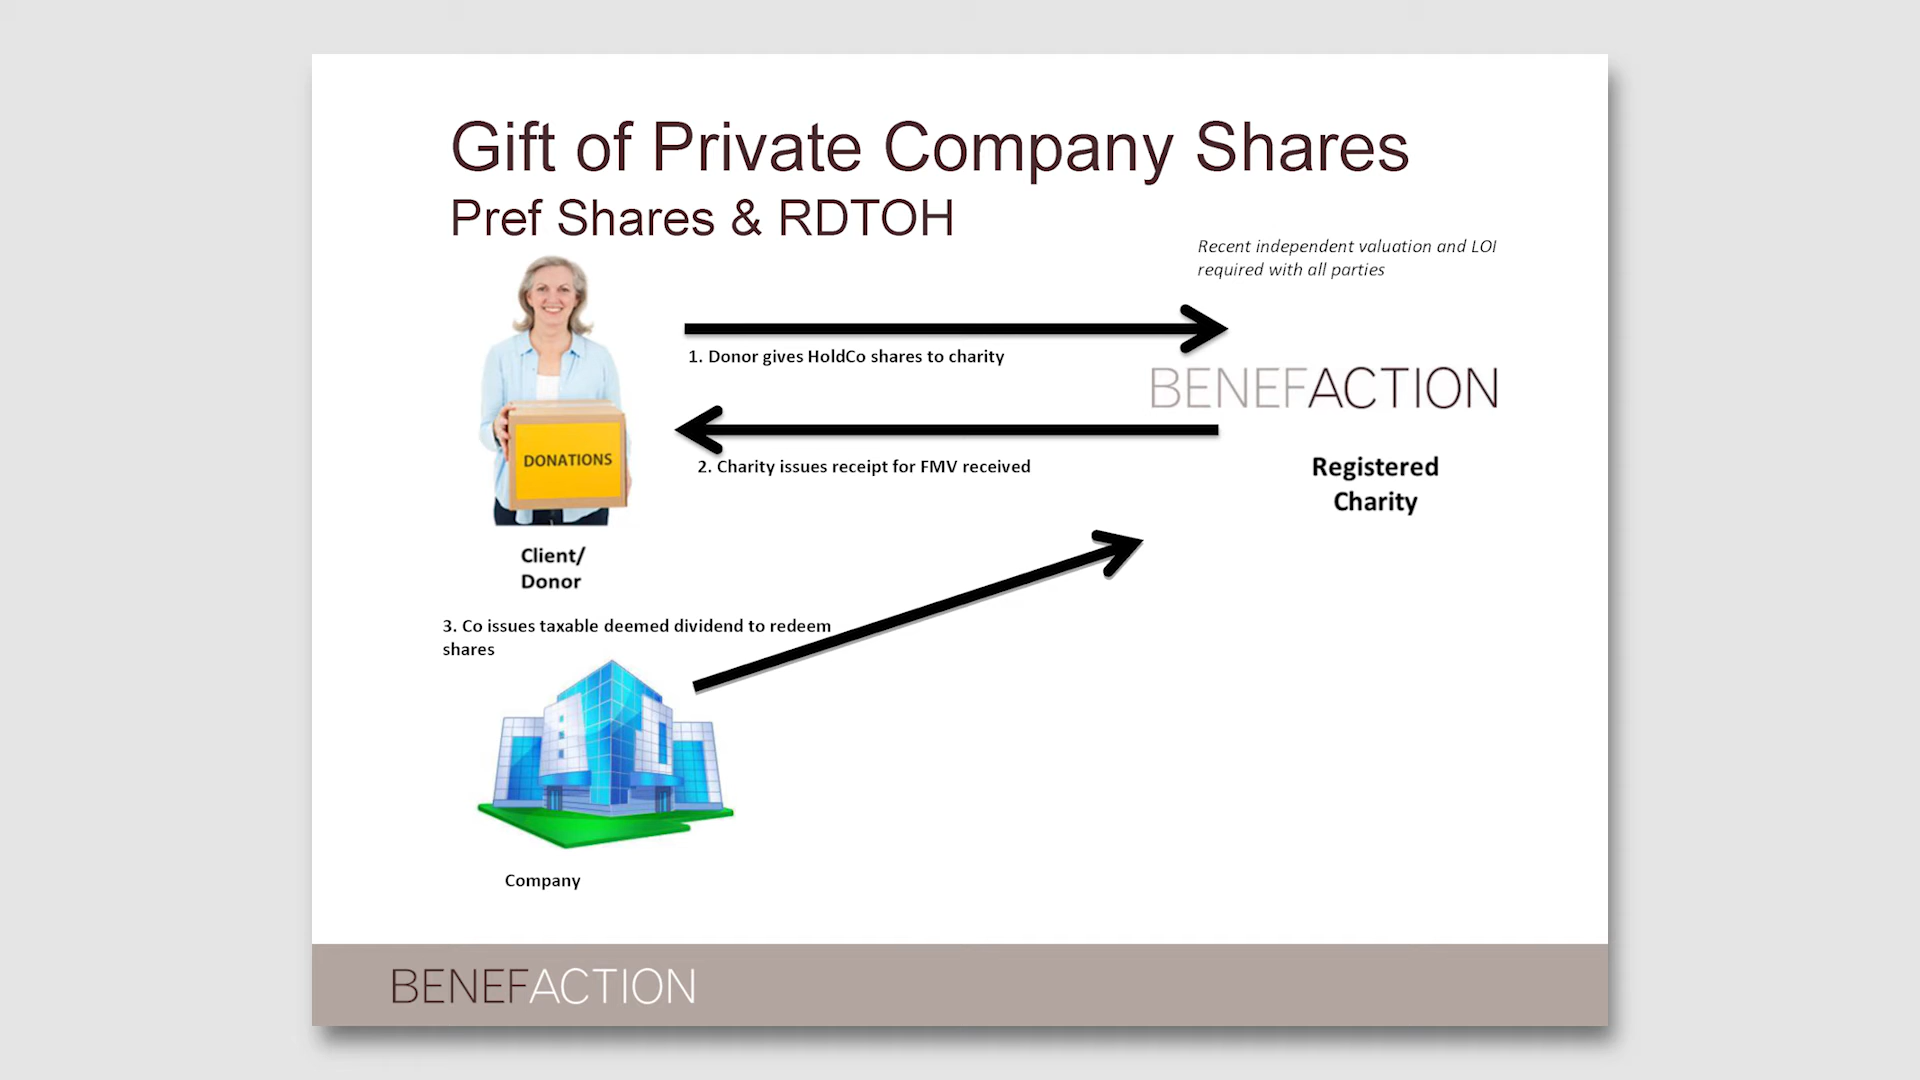 Gift of Private Company Shares
Pref Shares & RDTOH
Recent independent valuation and LOI
required with all parties
1. Donor gives HoldCo shares to charity
BENEFACTION
DONATIONS
2. Charity issues receipt for FMV received
Registered
Charity
Client/
Donor
3. Co issues taxable deemed dividend to redeem
shares
Company
BENEFACTION